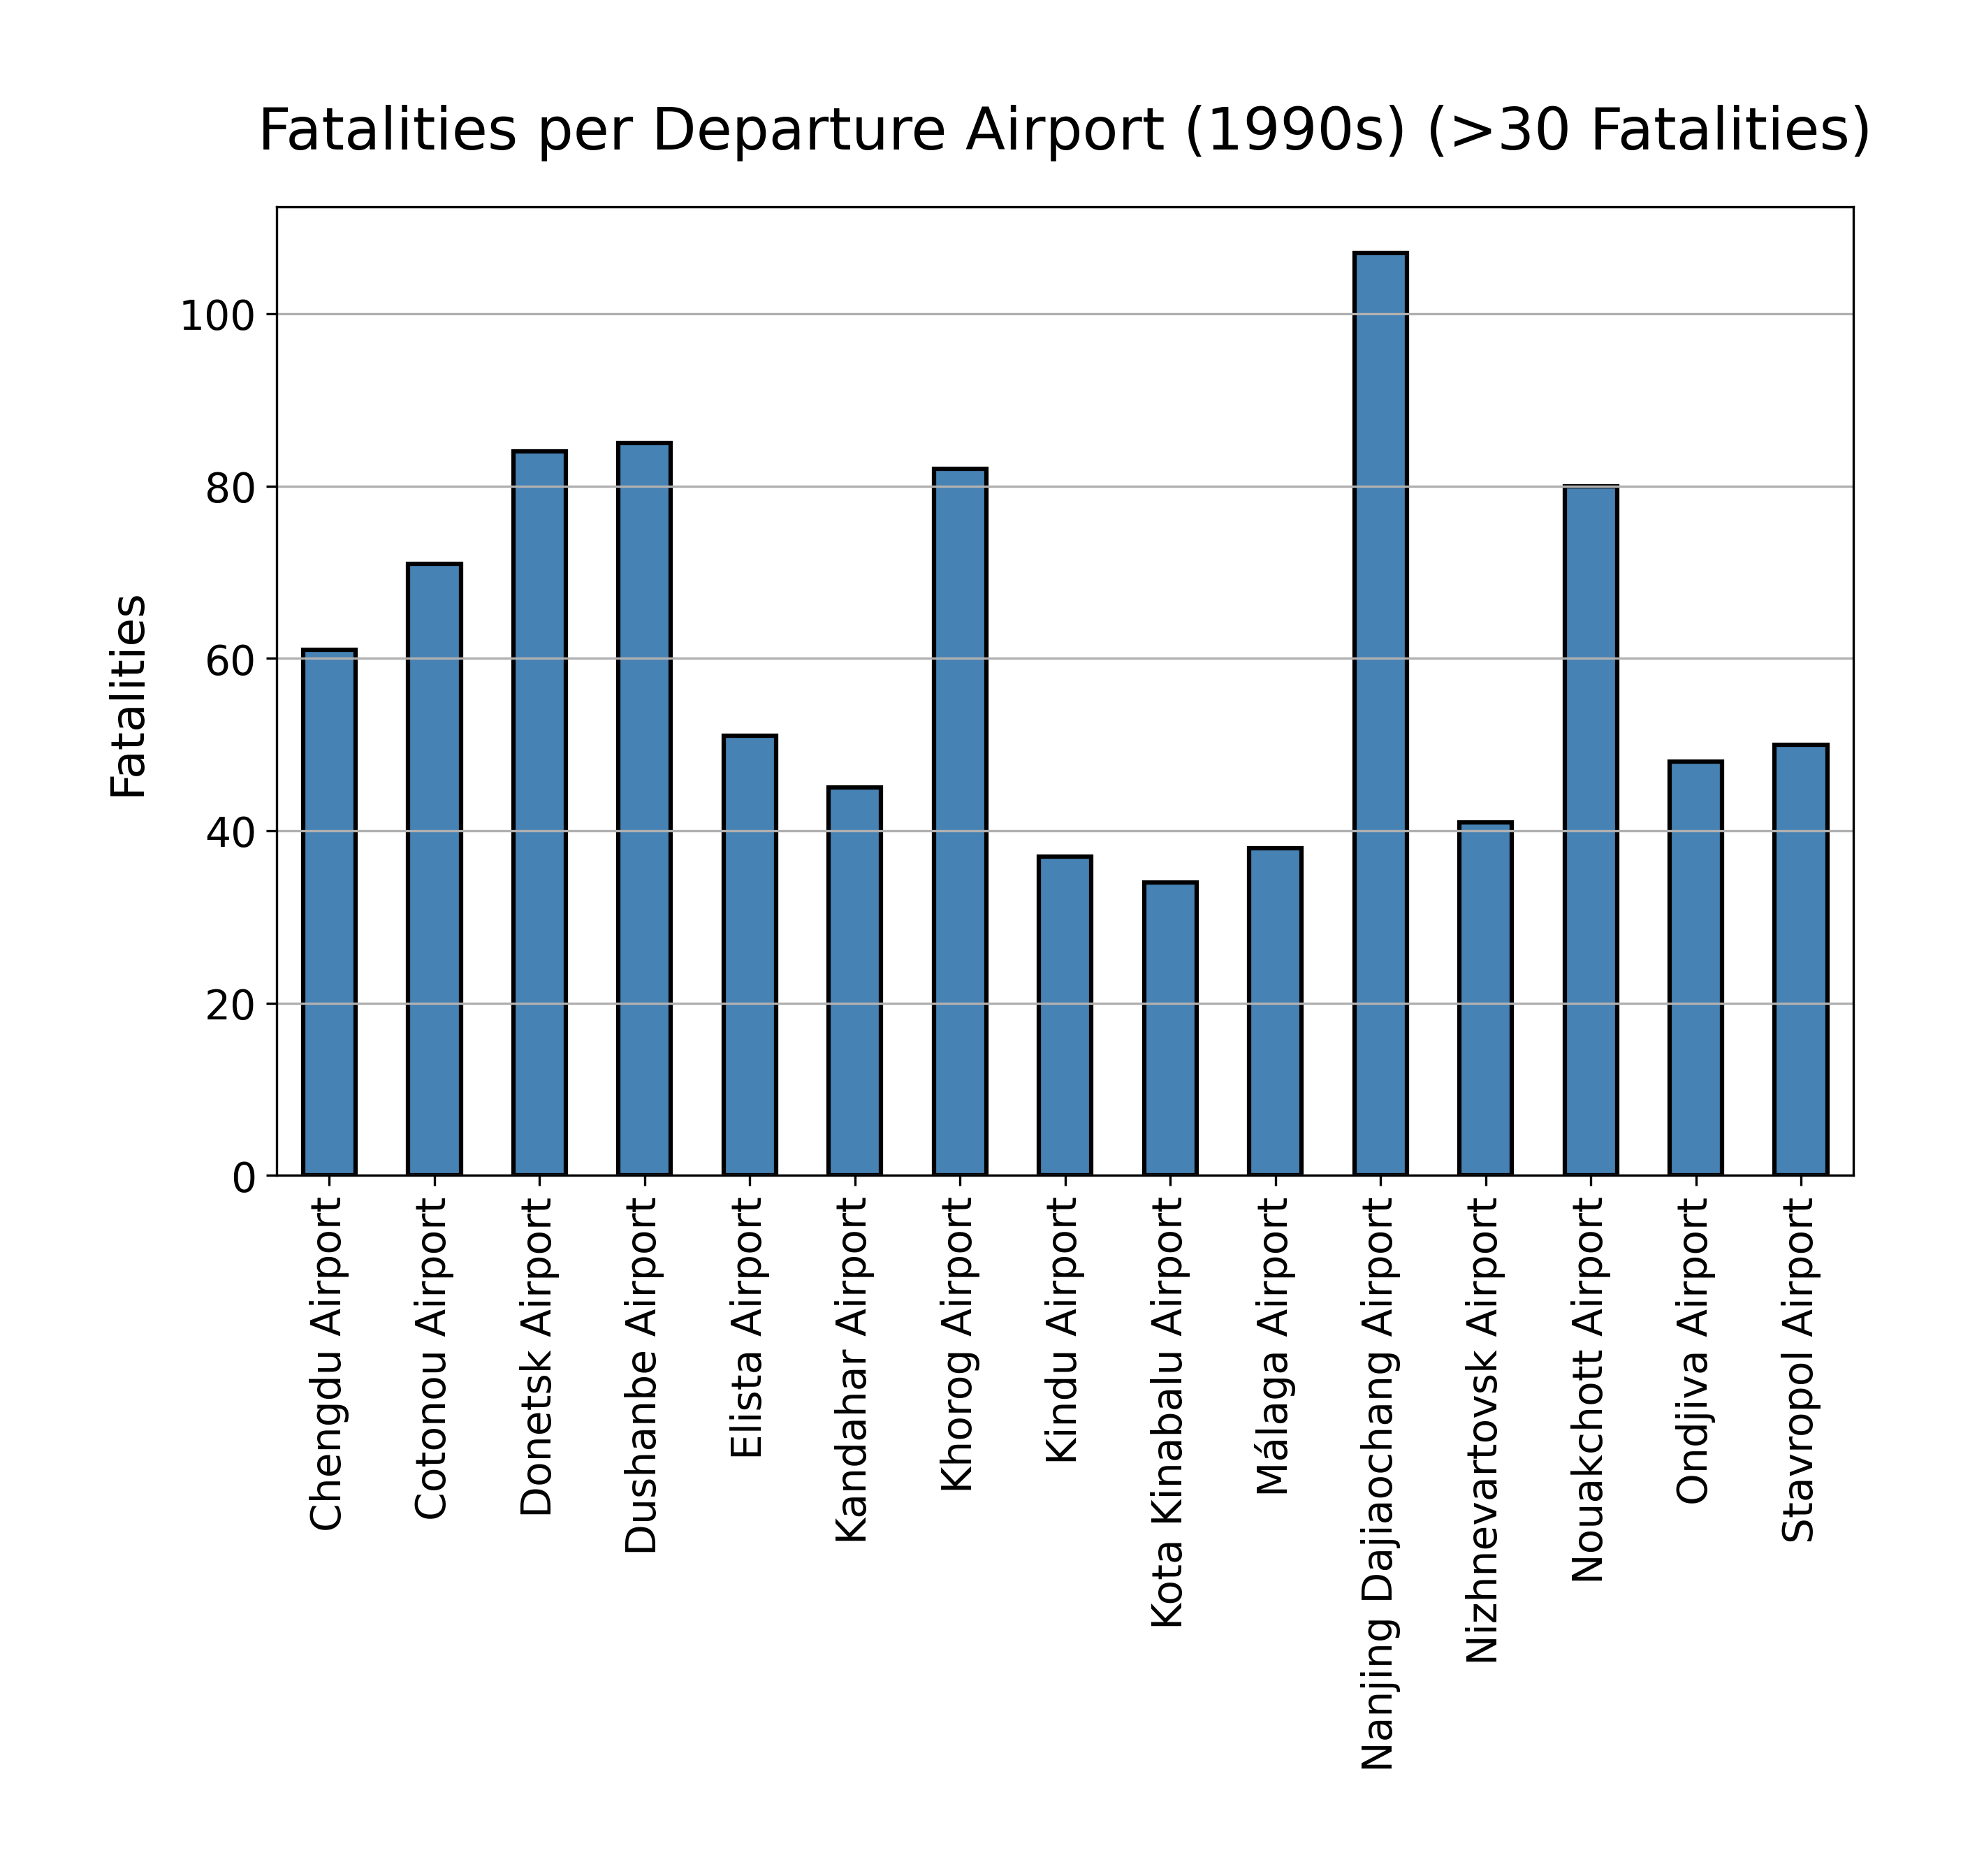 Fatalities per Departure Airport (1990s) (>30 Fatalities)
Fatalities
100
80
60
40
20
0
Chengdu Airport
Cotonou Airport
Donetsk Airport
Dushanbe Airport
Elista Airport
Kandahar Airport
Khorog Airport
Kindu Airport
Kota Kinabalu Airport
Málaga Airport
Nanjing Dajiaochang Airport
Nizhnevartovsk Airport
Nouakchott Airport
Ondjiva Airport
Stavropol Airport